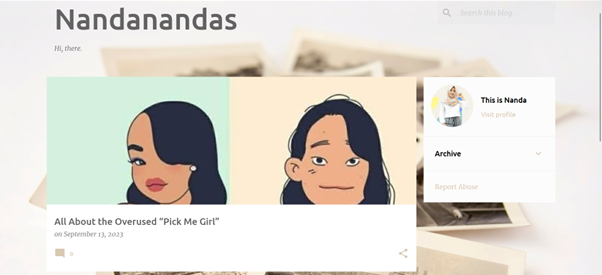 Nandanandas
Search this blog...
Hi, there.
This is Nanda
Visit profile
Archive
Report Abuse
All About the Overused “Pick Me Girl”
on September 13, 2023
0